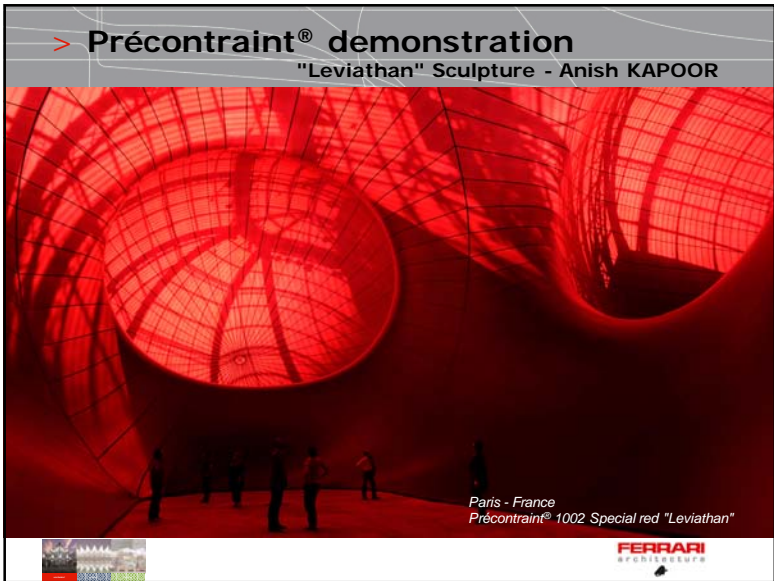 > Précontraint® demonstration
"Leviathan" Sculpture - Anish KAPOOR
Paris - France
Précontraint® 1002 Special red "Leviathan"
FERRARI
architecture